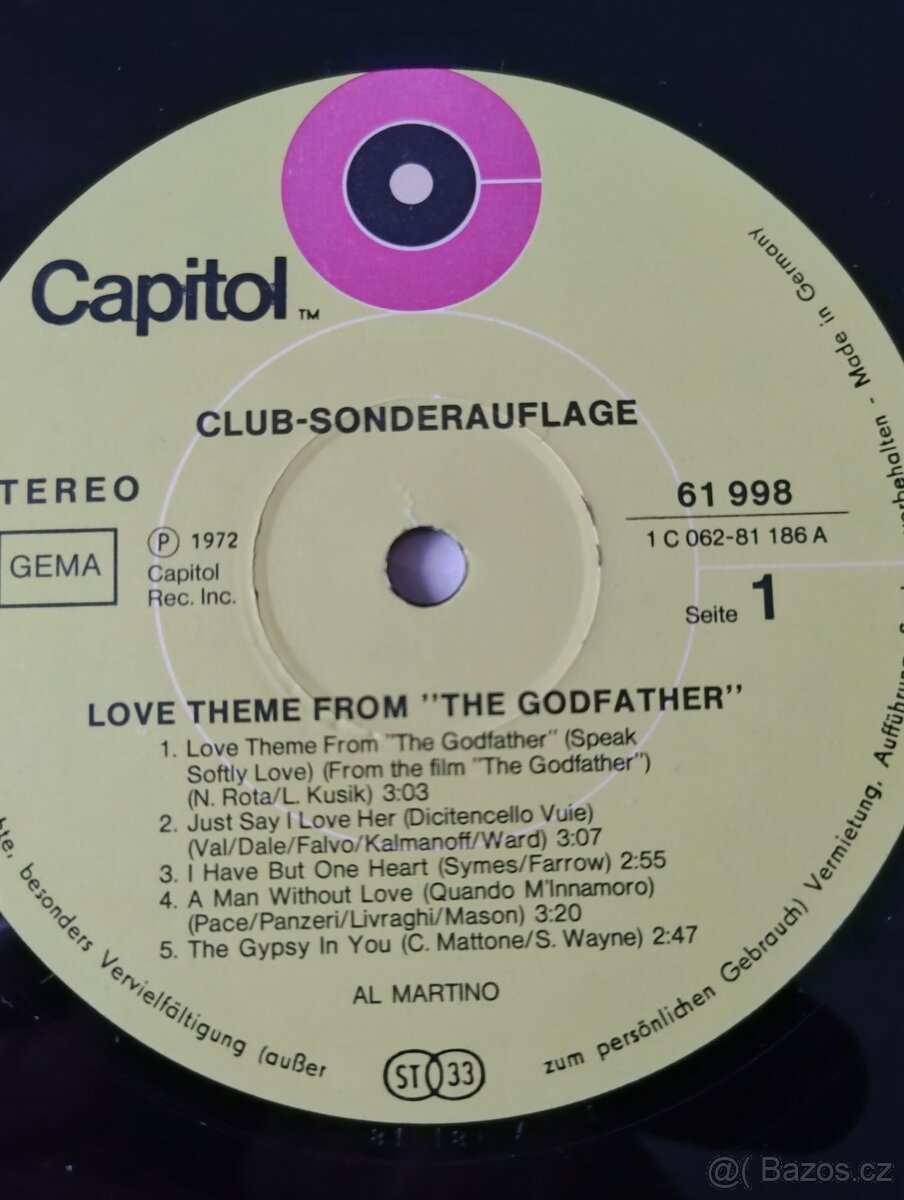 Capitol TM
CLUB-SONDERAUFLAGE
TEREO
GEMA
℗ 1972
Capitol
Rec. Inc.
61 998
1 C 062-81 186 A
Seite 1
LOVE THEME FROM "THE GODFATHER"
1. Love Theme From "The Godfather" (Speak
Softly Love) (From the film "The Godfather")
(N. Rota/L. Kusik) 3:03
2. Just Say I Love Her (Dicitencello Vuie)
(Val/Dale/Falvo/Kalmanoff/Ward) 3:07
3. I Have But One Heart (Symes/Farrow) 2:55
4. A Man Without Love (Quando M'Innamoro)
(Pace/Panzeri/Livraghi/Mason) 3:20
5. The Gypsy In You (C. Mattone/S. Wayne) 2:47
AL MARTINO
ST 33
hte, besonders Vervielfältigung (außer
zum persönlichen Gebrauch) Vermietung, Aufführung,
vorbehalten - Made in Germany
@( Bazos.cz